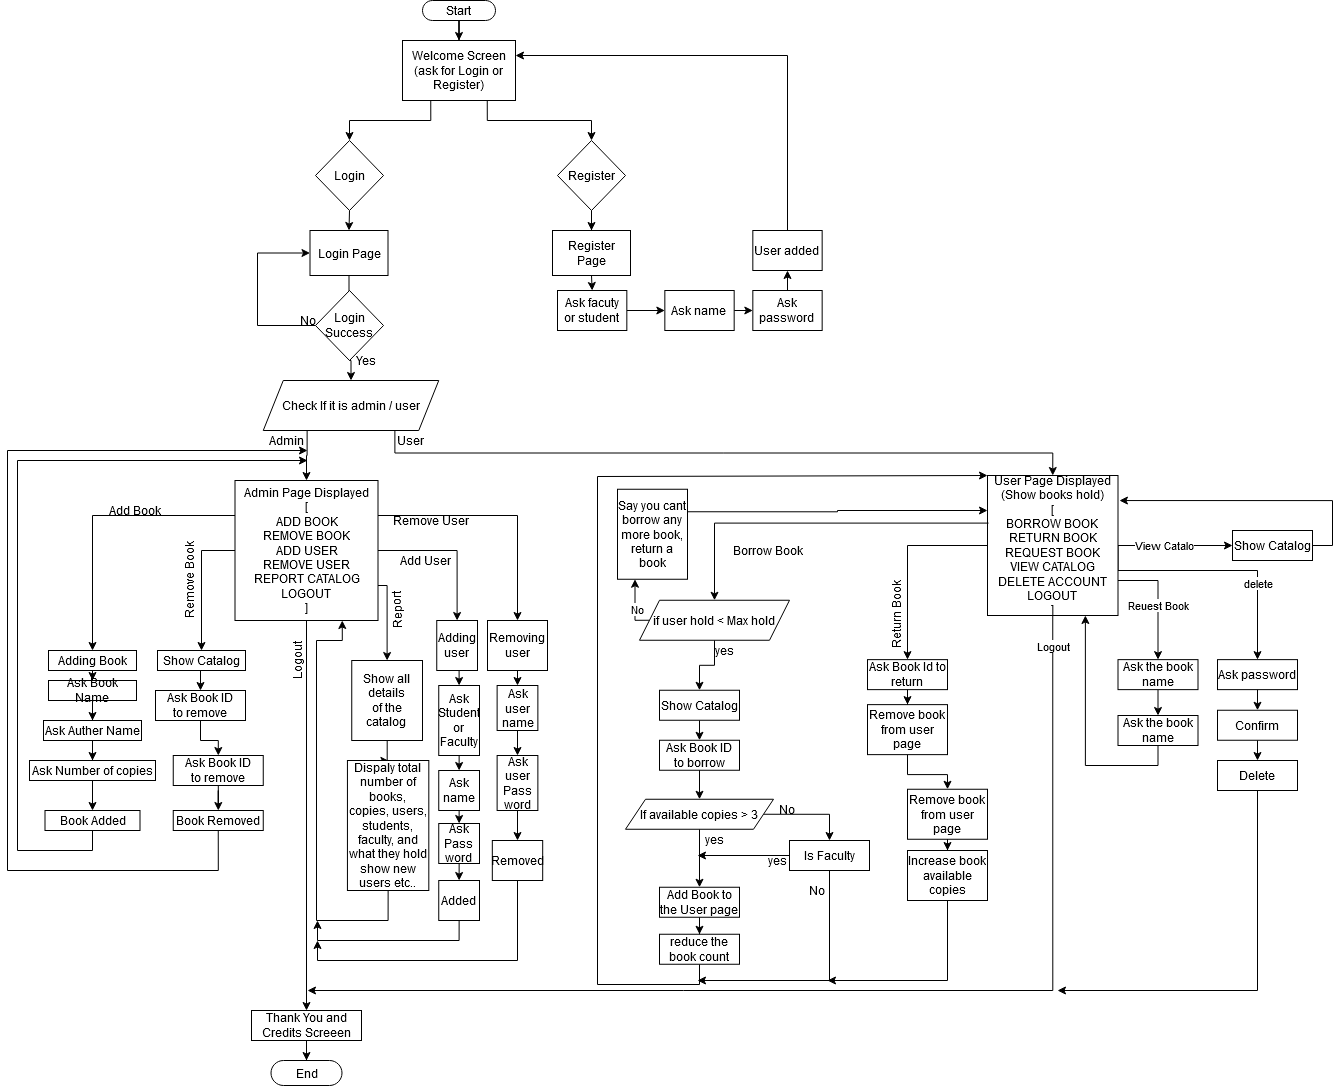 Start
Welcome Screen
(ask for Login or
Register)
Login
Register
Login Page
Register
Page
User added
Ask facuty
or student
Ask name
Ask
password
Login
Success
No
Yes
Check If it is admin / user
Admin
User
Admin Page Displayed
[
ADD BOOK
REMOVE BOOK
ADD USER
REMOVE USER
REPORT CATALOG
LOGOUT
]
Add Book
Remove Book
Remove User
Add User
Report
Logout
Adding Book
Ask Book
Name
Ask Auther Name
Ask Number of copies
Book Added
Show Catalog
Ask Book ID
to remove
Ask Book ID
to remove
Book Removed
Show all
details
of the
catalog
Dispaly total
number of
books,
copies, users,
students,
faculty, and
what they hold
show new
users etc..
Adding
user
Ask
Student
or
Faculty
Ask
name
Ask
Pass
word
Added
Removing
user
Ask
user
name
Ask
user
Pass
word
Removed
User Page Displayed
(Show books hold)
[
BORROW BOOK
RETURN BOOK
REQUEST BOOK
VIEW CATALOG
DELETE ACCOUNT
LOGOUT
]
Say you cant
borrow any
more book,
return a
book
Borrow Book
No
if user hold < Max hold
yes
Show Catalog
Ask Book ID
to borrow
If available copies > 3
No
yes
Is Faculty
yes
No
Add Book to
the User page
reduce the
book count
Return Book
Ask Book Id to
return
Remove book
from user
page
Remove book
from user
page
Increase book
available
copies
View Catalo
Show Catalog
delete
Reuest Book
Logout
Ask the book
name
Ask the book
name
Ask password
Confirm
Delete
Thank You and
Credits Screeen
End